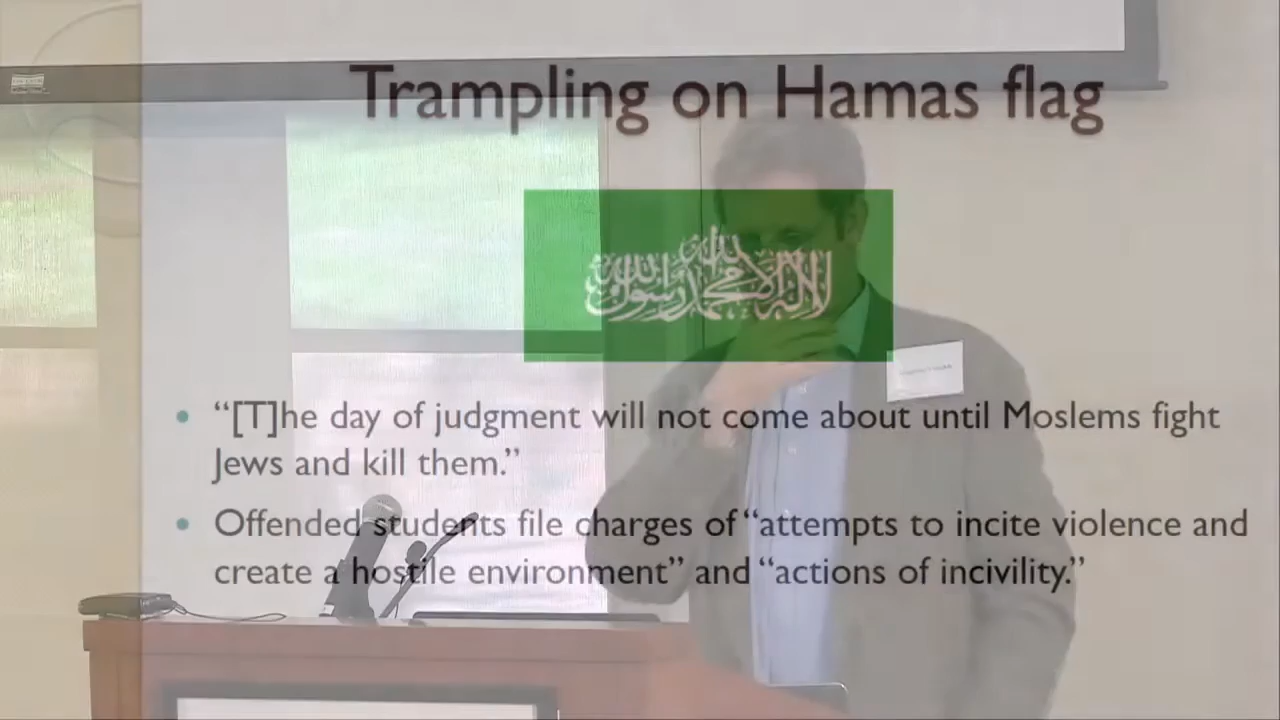 Trampling on Hamas flag
لا إله إلا الله محمد رسول الله
“[T]he day of judgment will not come about until Moslems fight
Jews and kill them.”
Offended students file charges of “attempts to incite violence and
create a hostile environment” and “actions of incivility.”